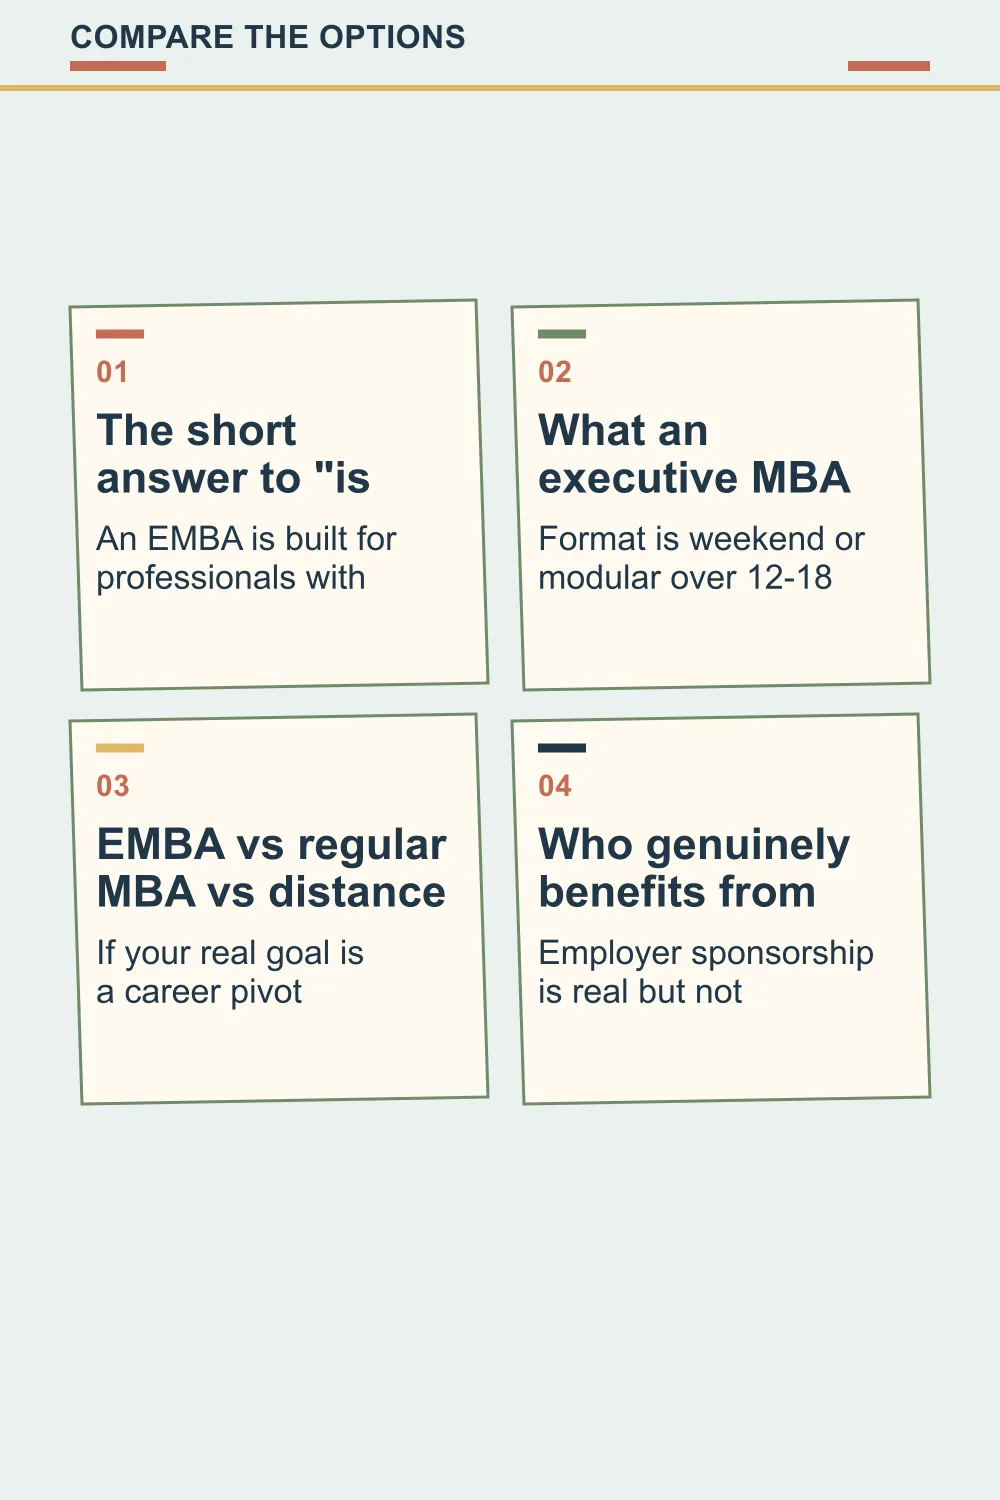 COMPARE THE OPTIONS
01
The short
answer to "is
An EMBA is built for
professionals with
02
What an
executive MBA
Format is weekend or
modular over 12-18
03
EMBA vs regular
MBA vs distance
If your real goal is
a career pivot
04
Who genuinely
benefits from
Employer sponsorship
is real but not